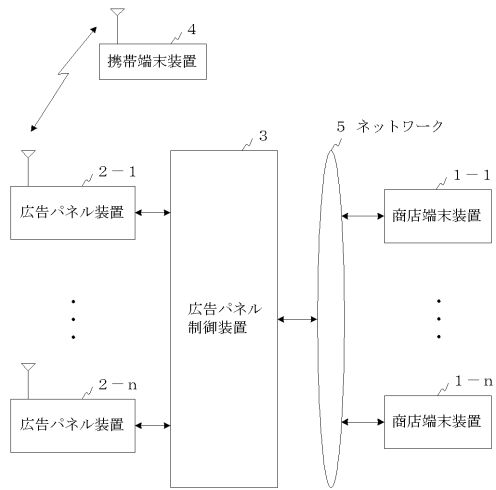 4
携帯端末装置
3
5 ネットワーク
2-1
広告パネル装置
1-1
商店端末装置
広告パネル
制御装置
2-n
広告パネル装置
1-n
商店端末装置